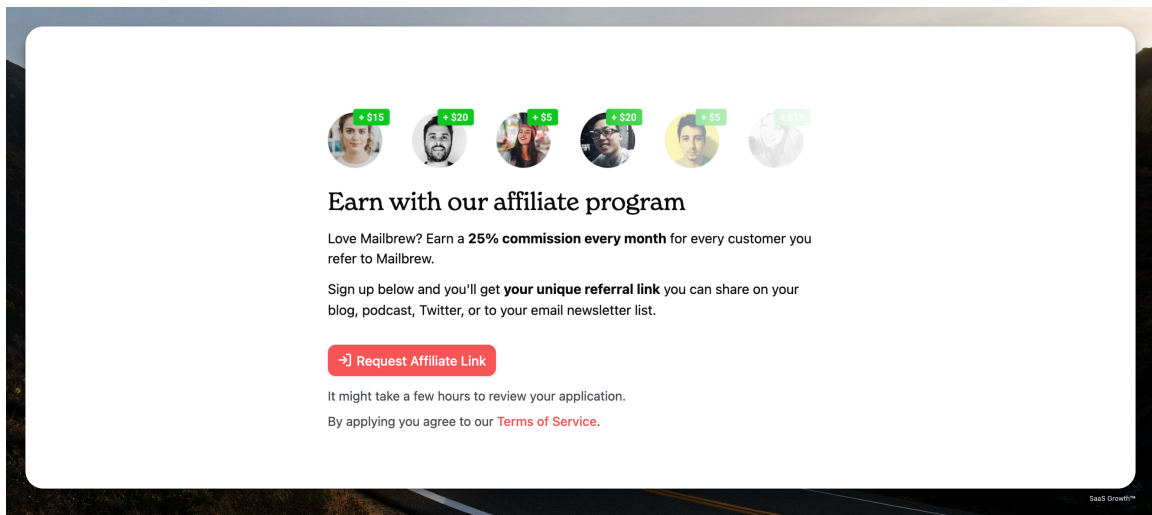 + $15 + $20 + $5 + $20 + $5 + $15
Earn with our affiliate program
Love Mailbrew? Earn a 25% commission every month for every customer you
refer to Mailbrew.
Sign up below and you'll get your unique referral link you can share on your
blog, podcast, Twitter, or to your email newsletter list.
Request Affiliate Link
It might take a few hours to review your application.
By applying you agree to our Terms of Service.
SaaS Growth™